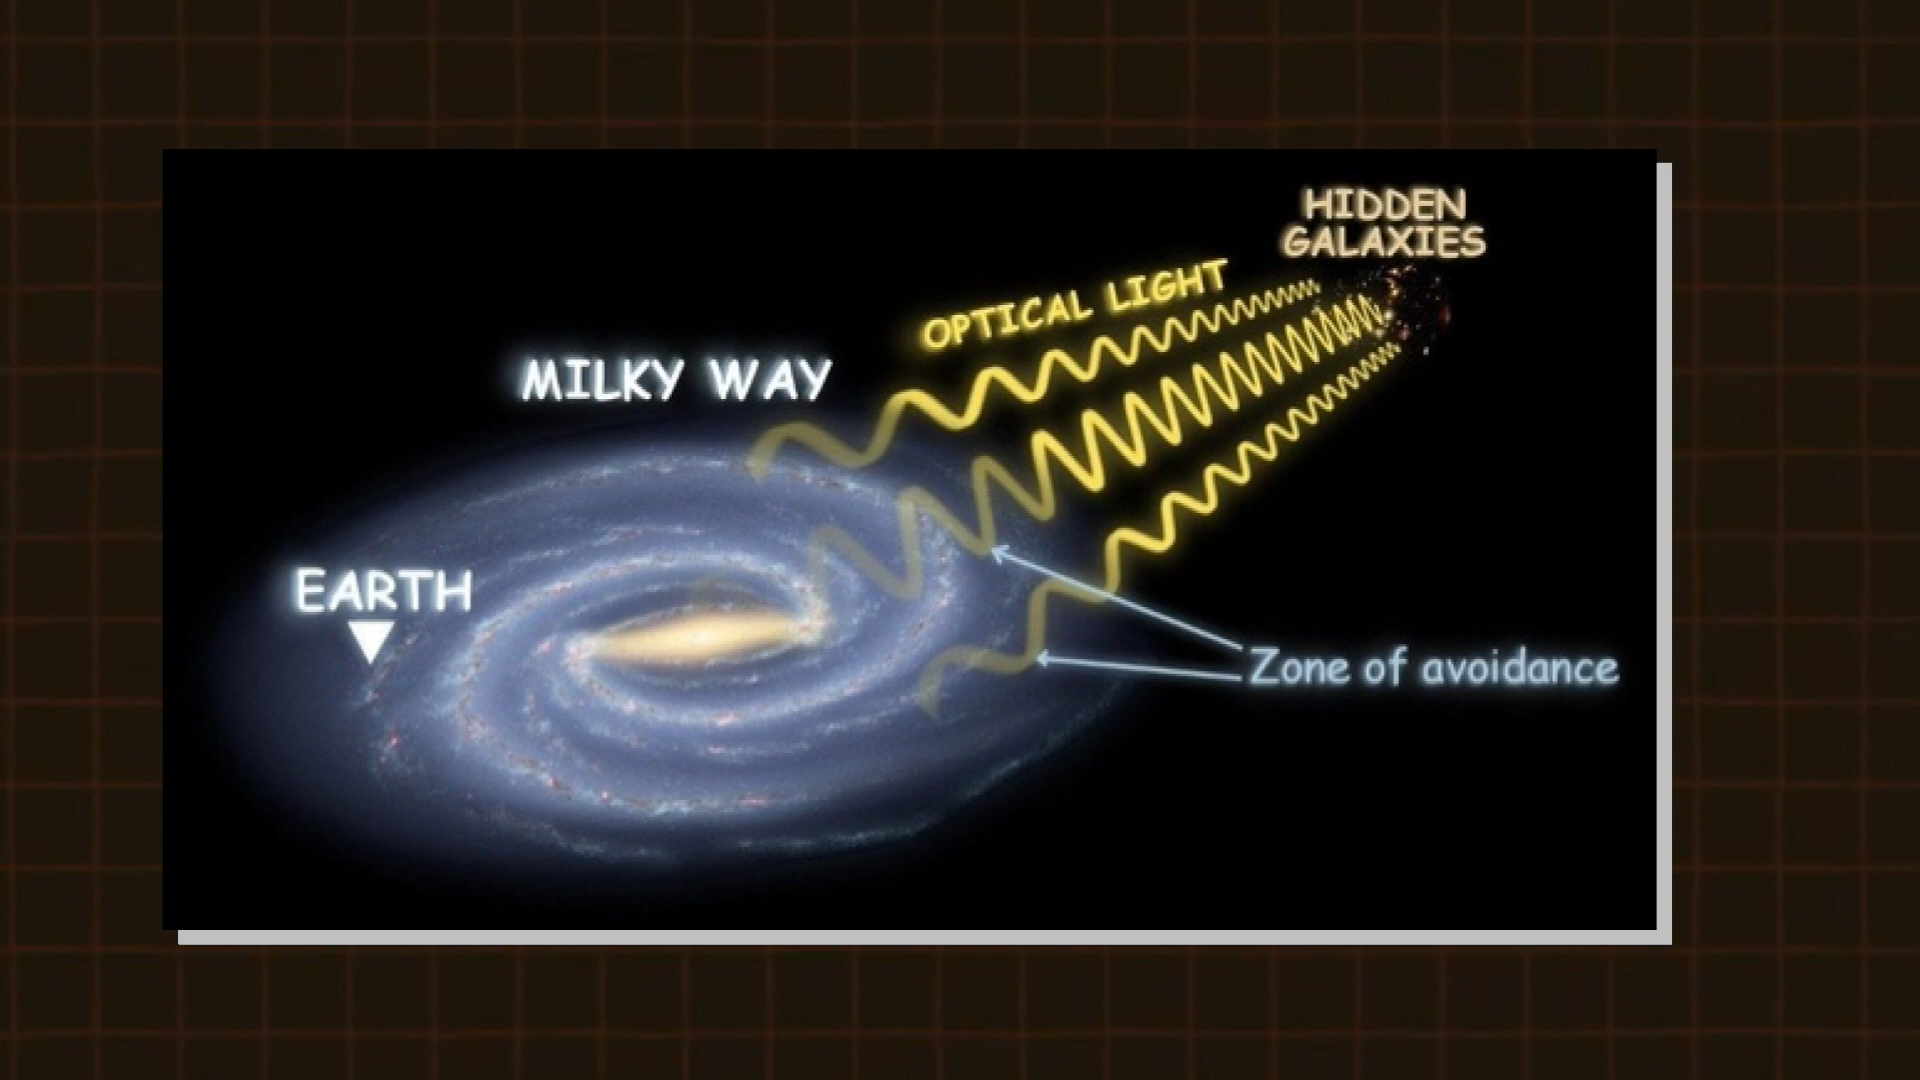 HIDDEN
GALAXIES
OPTICAL LIGHT
MILKY WAY
EARTH
Zone of avoidance